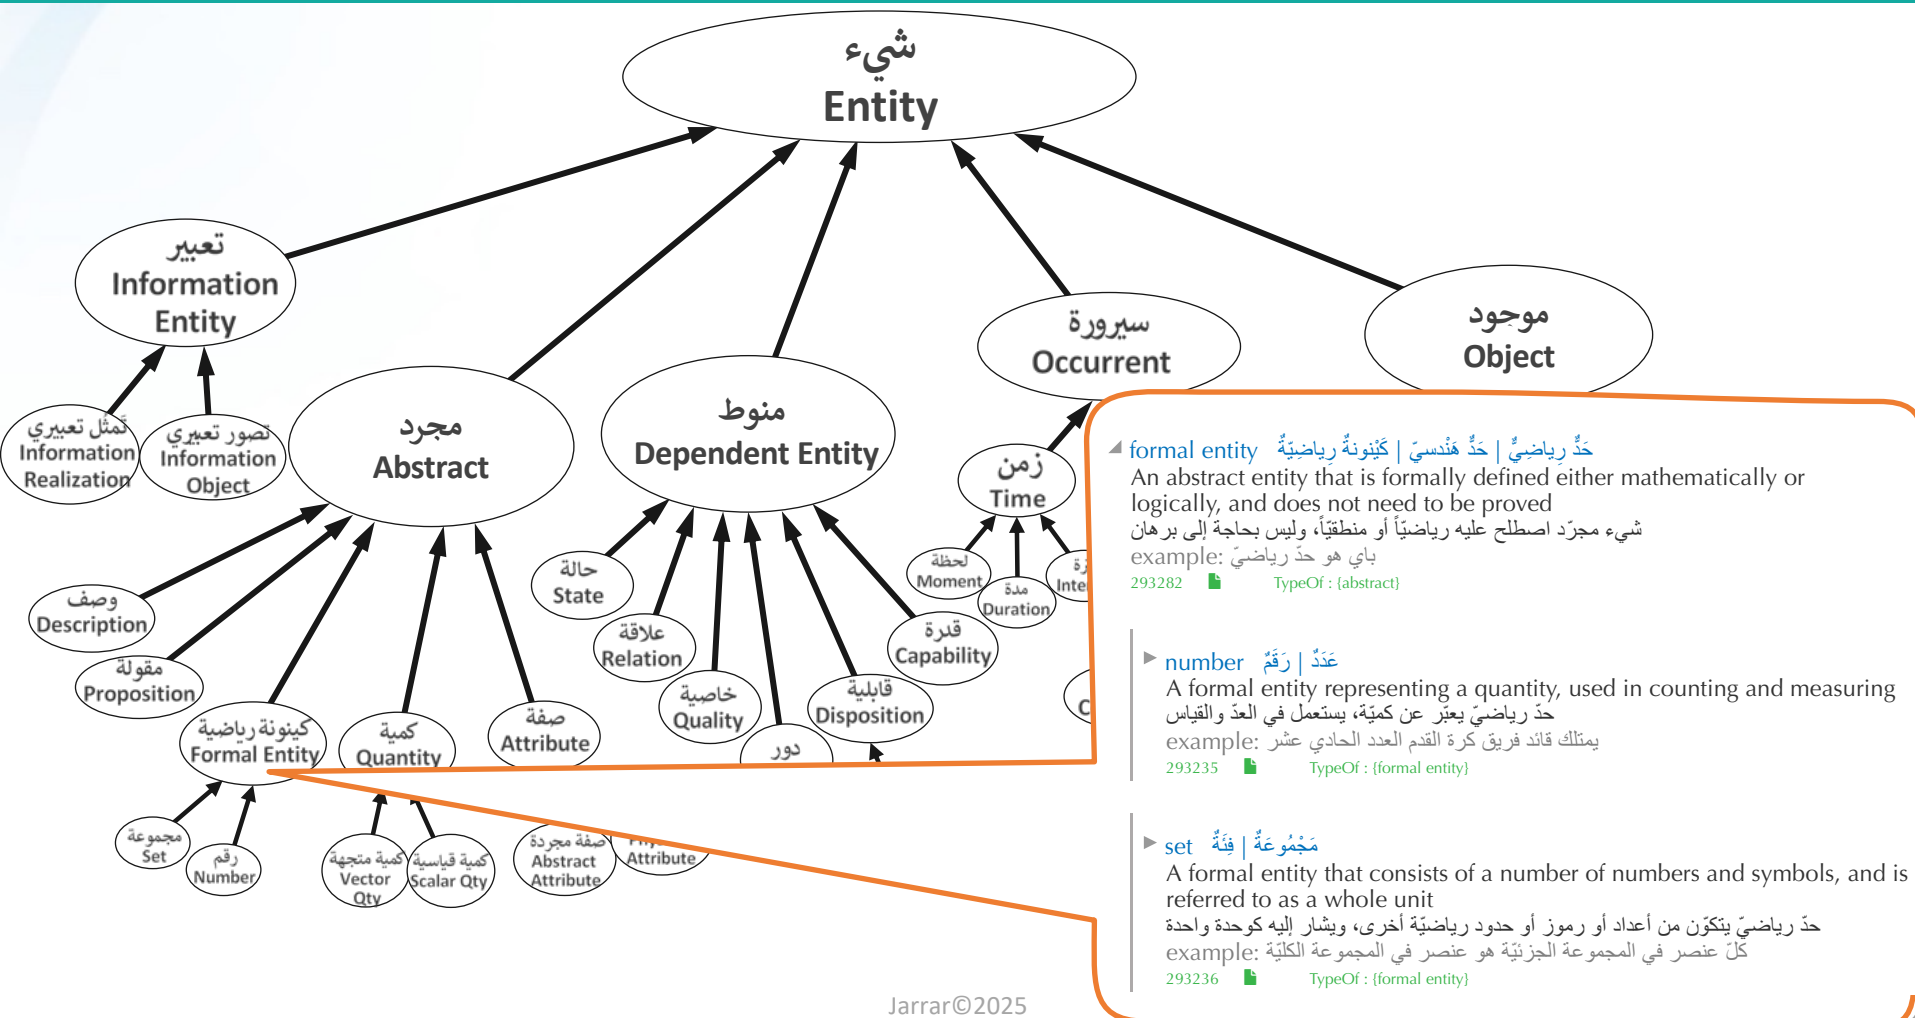 شيء
Entity
تعبير
Information
Entity
سيرورة
Occurrent
موجود
Object
تَمثُل تعبيري
Information
Realization
تصور تعبيري
Information
Object
مجرد
Abstract
منوط
Dependent Entity
زمن
Time
لحظة
Moment
مدة
Duration
وصف
Description
مقولة
Proposition
كينونة رياضية
Formal Entity
كمية
Quantity
صفة
Attribute
حالة
State
علاقة
Relation
خاصية
Quality
دور
قابلية
Disposition
قدرة
Capability
مجموعة
Set
رقم
Number
كمية متجهة
Vector
Qty
كمية قياسية
Scalar Qty
صفة مجردة
Abstract
Attribute
Attribute
formal entity حَدٌّ رِياضِيٌّ | حَدٌّ هَنْدسيّ | كَيْنونةٌ رِياضِيّةٌ
An abstract entity that is formally defined either mathematically or
logically, and does not need to be proved
شيء مجرّد اصطلح عليه رياضيّاً أو منطقيّاً، وليس بحاجة إلى برهان
example: باي هو حدّ رياضيّ
293282 TypeOf : {abstract}
number عَدَدٌ | رَقَمٌ
A formal entity representing a quantity, used in counting and measuring
حدّ رياضيّ يعبّر عن كميّة، يستعمل في العدّ والقياس
example: يمتلك قائد فريق كرة القدم العدد الحادي عشر
293235 TypeOf : {formal entity}
set مَجْمُوعَةٌ | فِئَةٌ
A formal entity that consists of a number of numbers and symbols, and is
referred to as a whole unit
حدّ رياضيّ يتكوّن من أعداد أو رموز أو حدود رياضيّة أخرى، ويشار إليه كوحدة واحدة
example: كلّ عنصر في المجموعة الجزئيّة هو عنصر في المجموعة الكليّة
293236 TypeOf : {formal entity}
Jarrar©2025